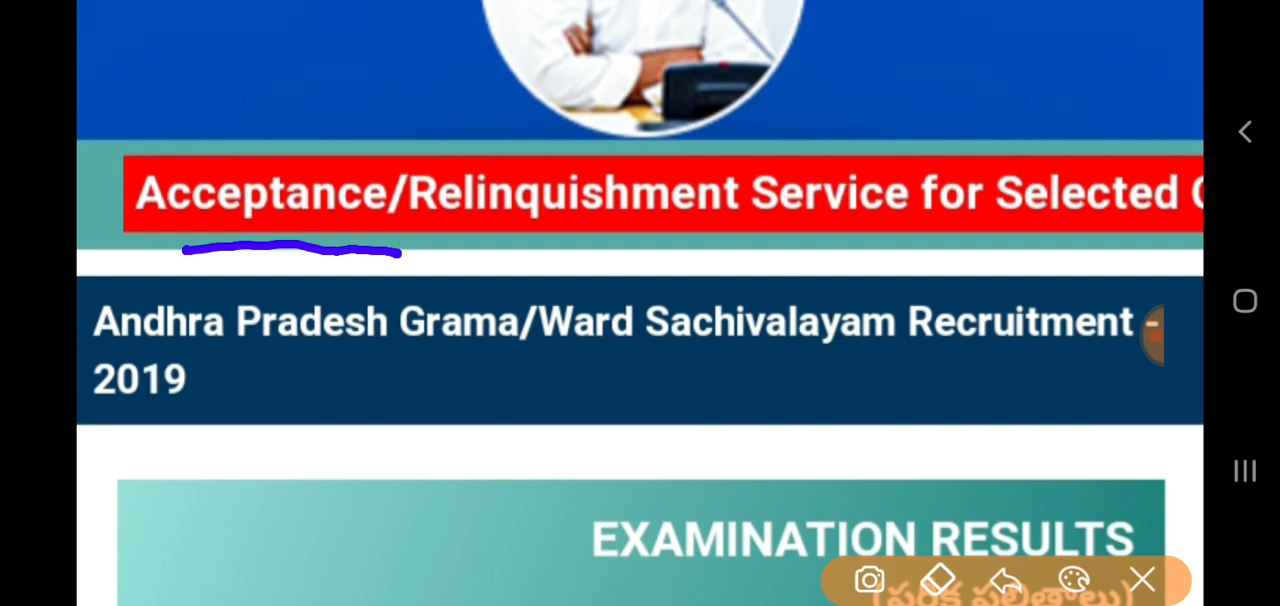 Acceptance/Relinquishment Service for Selected
Andhra Pradesh Grama/Ward Sachivalayam Recruitment -
2019
EXAMINATION RESULTS